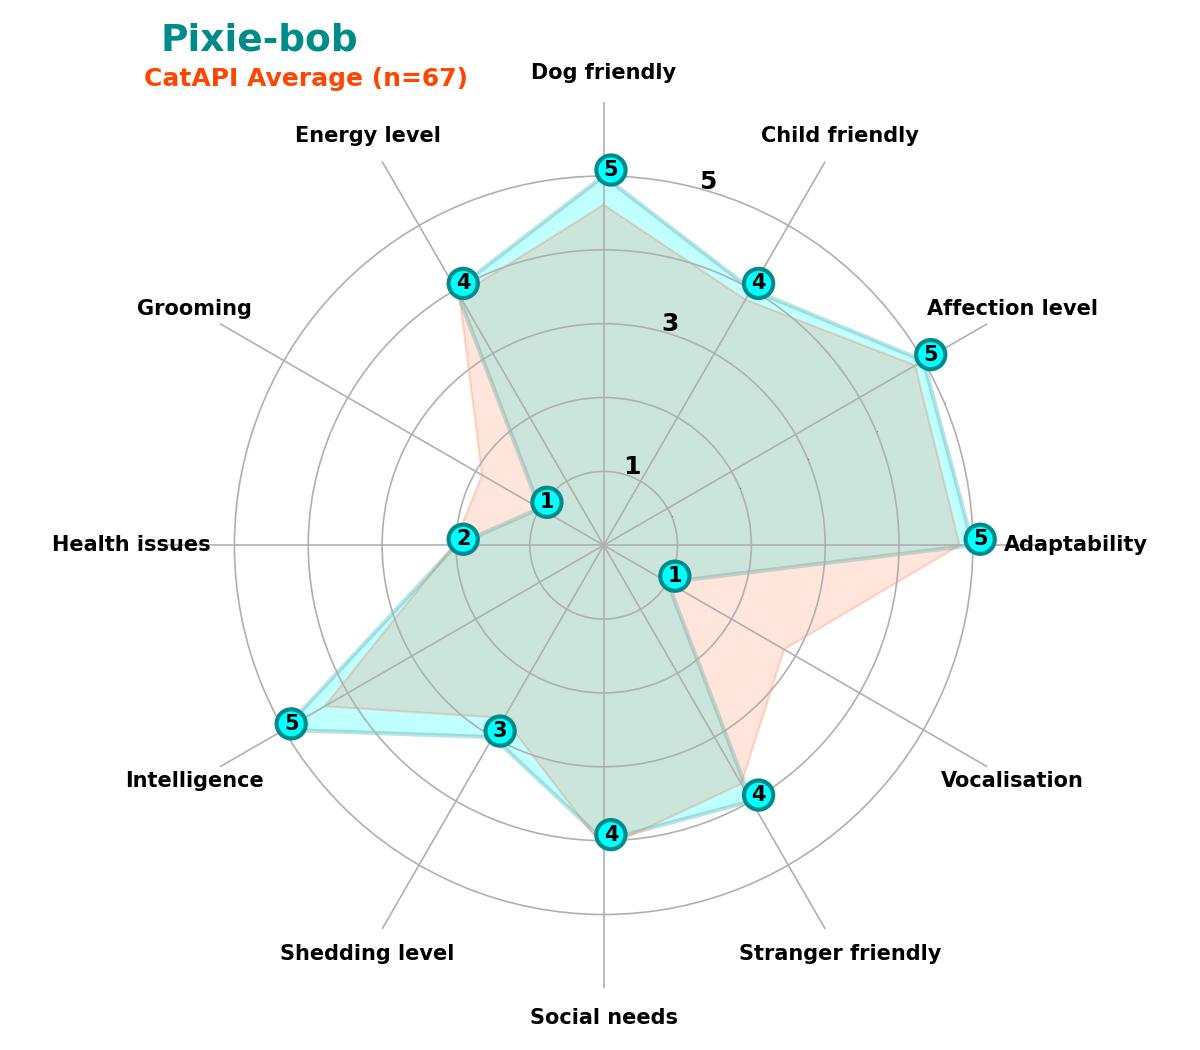 Pixie-bob
CatAPI Average (n=67)
Dog friendly
Energy level
Child friendly
5
5
4
4
Grooming
3
Affection level
5
1
1
Health issues
2
5
Adaptability
1
5
3
Intelligence
4
4
Vocalisation
Shedding level
Stranger friendly
Social needs